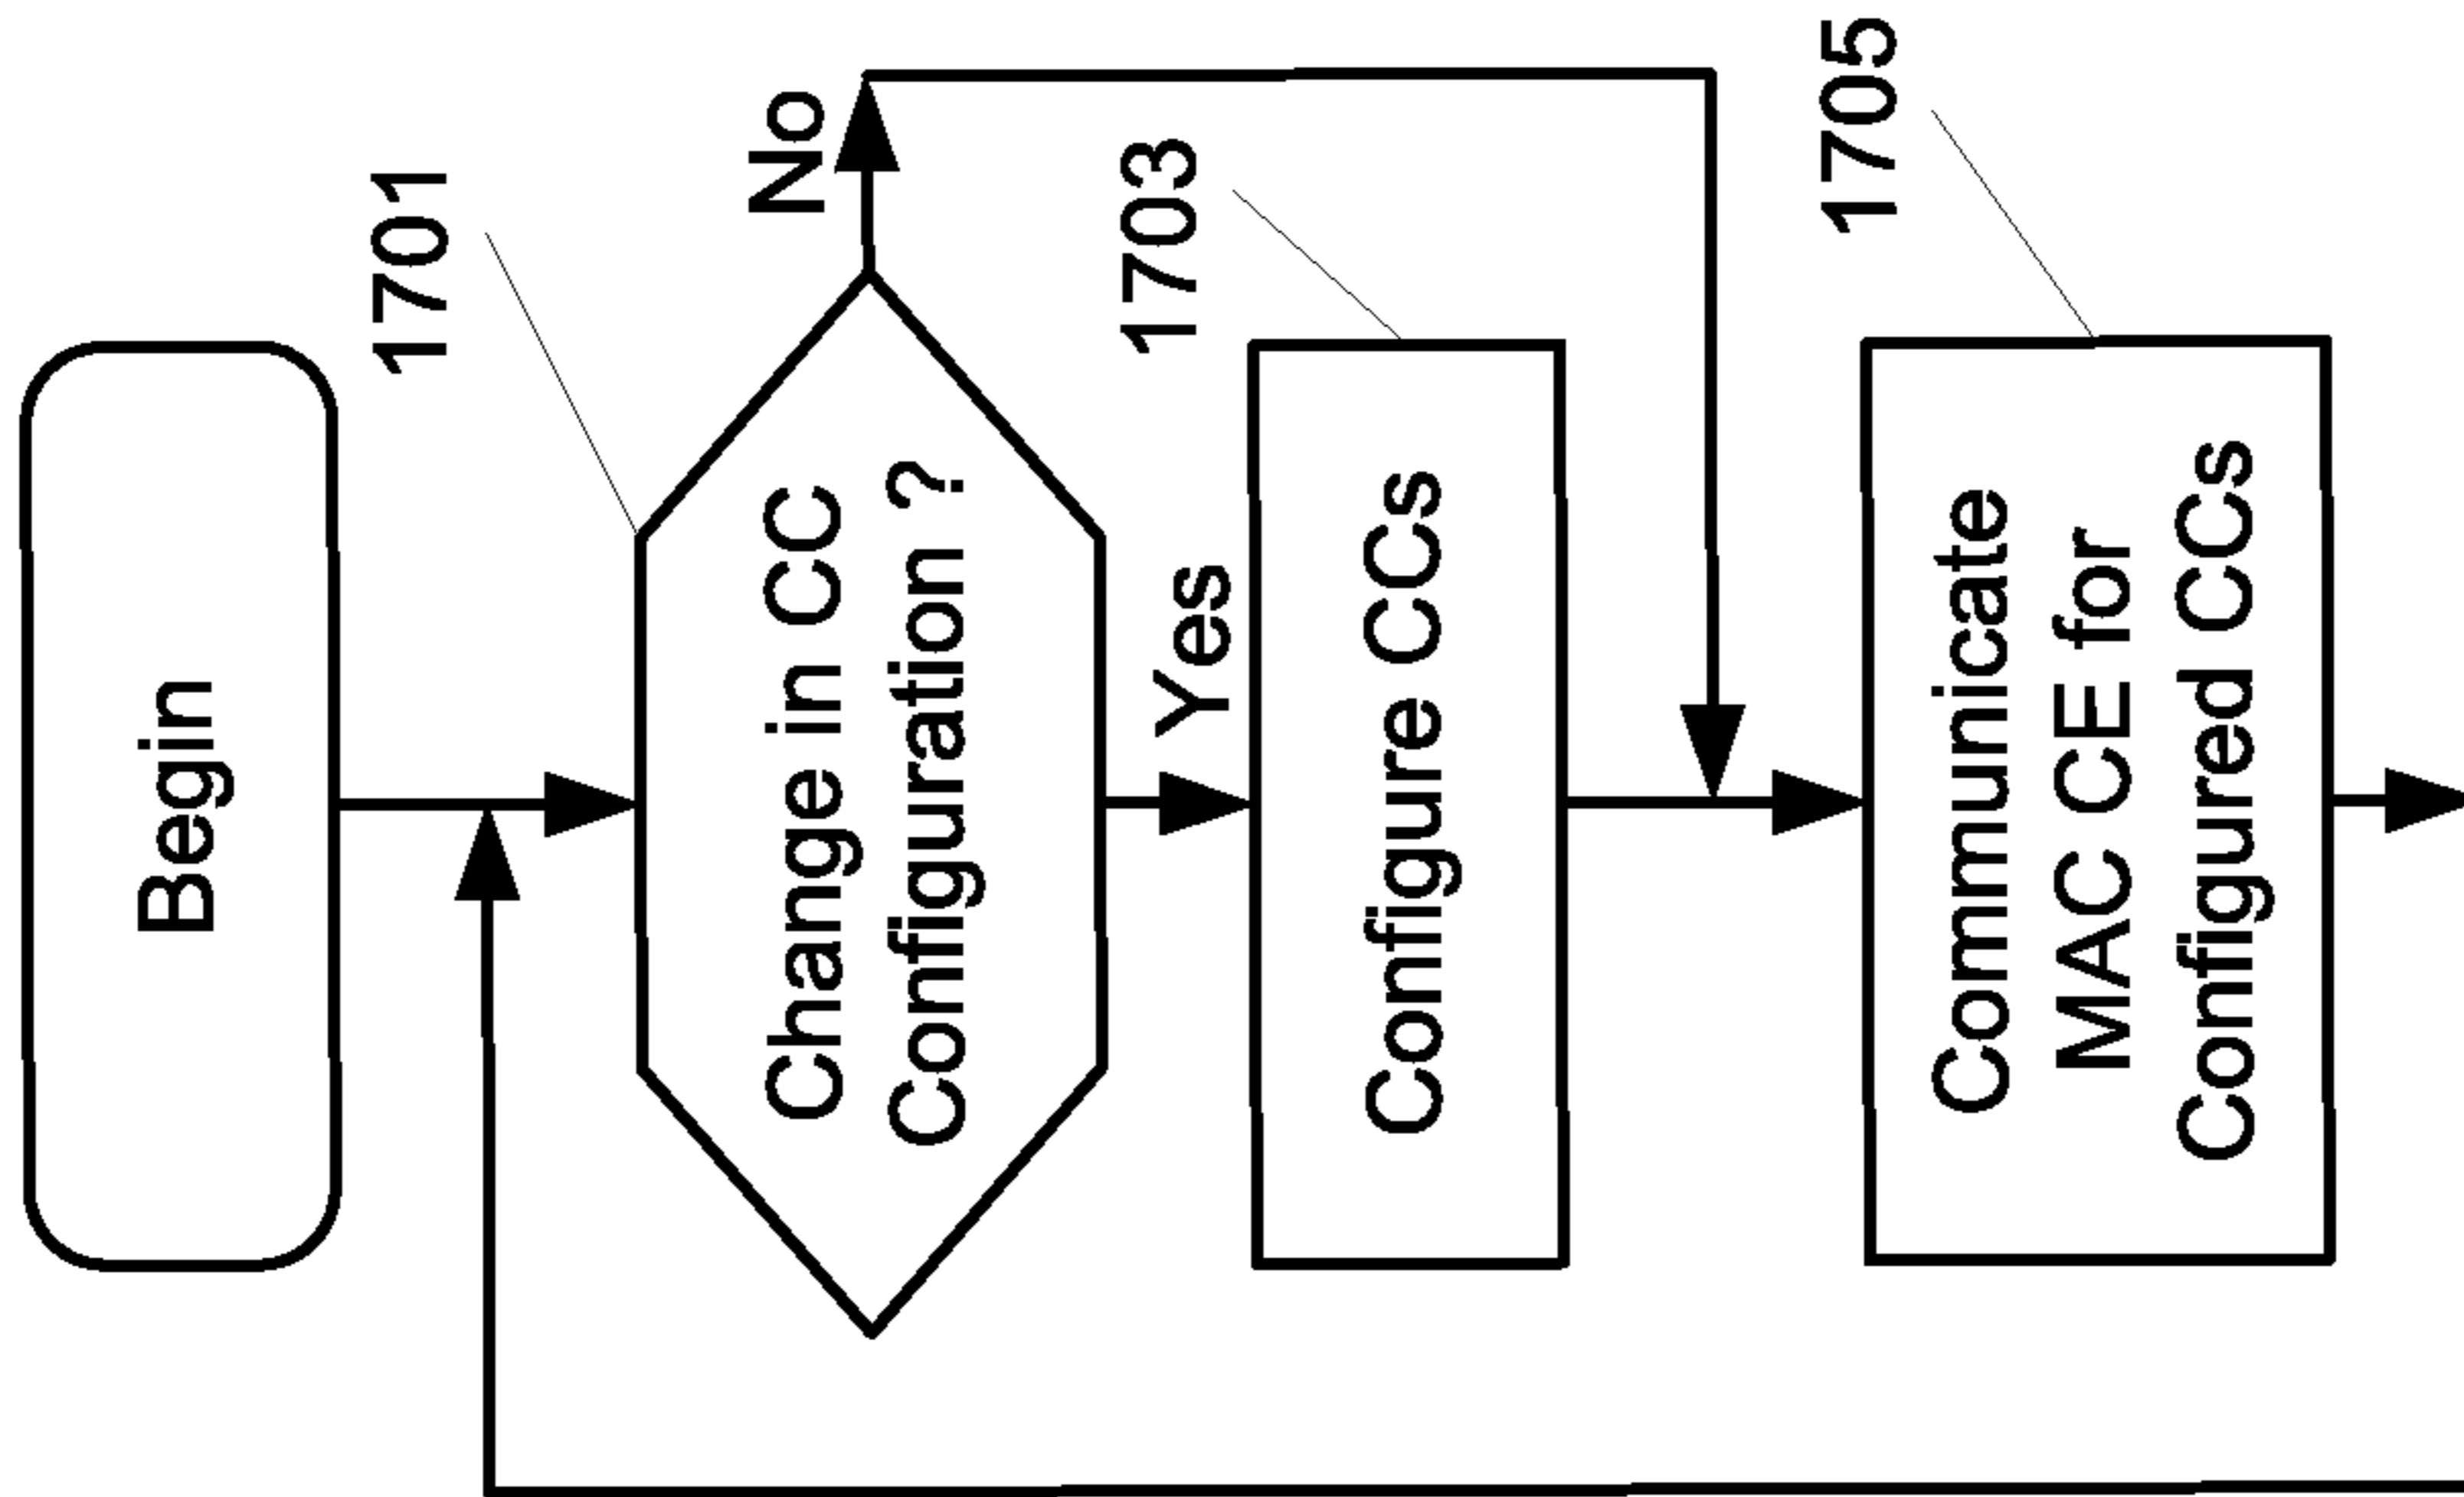 Begin
1701
Change in CC
Configuration ?
No
Yes
1703
Configure CCs
1705
Communicate
MAC CE for
Configured CCs